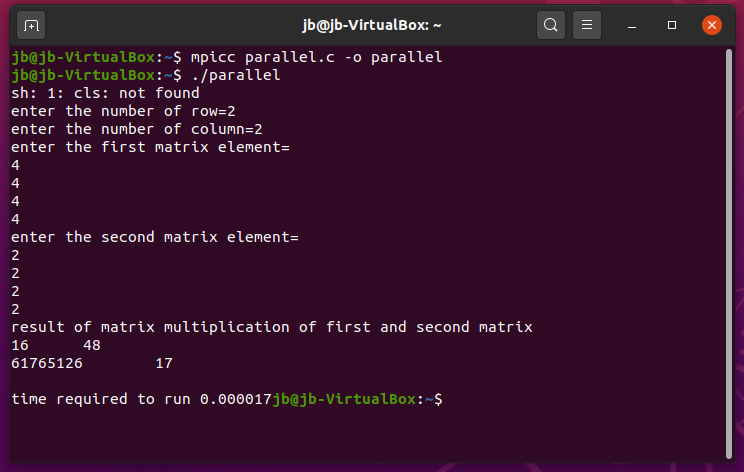 jb@jb-VirtualBox: ~
jb@jb-VirtualBox:~$ mpicc parallel.c -o parallel
jb@jb-VirtualBox:~$ ./parallel
sh: 1: cls: not found
enter the number of row=2
enter the number of column=2
enter the first matrix element=
4
4
4
4
enter the second matrix element=
2
2
2
2
result of matrix multiplication of first and second matrix
16      48
61765126        17
time required to run 0.000017jb@jb-VirtualBox:~$